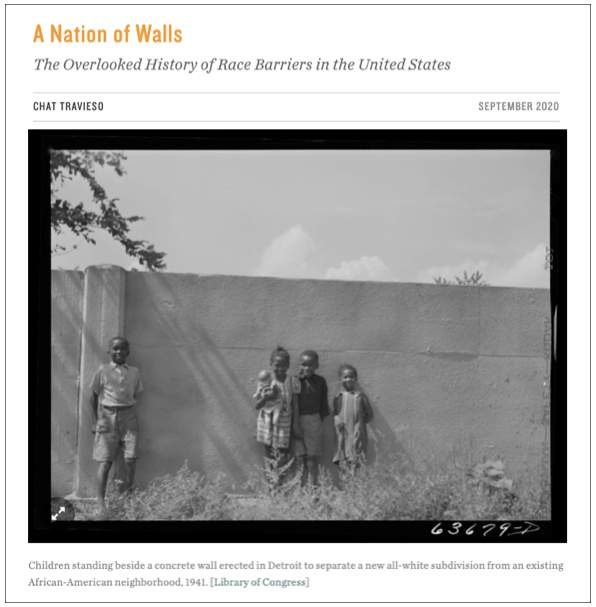 A Nation of Walls
The Overlooked History of Race Barriers in the United States
CHAT TRAVIESO SEPTEMBER 2020
63679-D
Children standing beside a concrete wall erected in Detroit to separate a new all-white subdivision from an existing
African-American neighborhood, 1941. [Library of Congress]